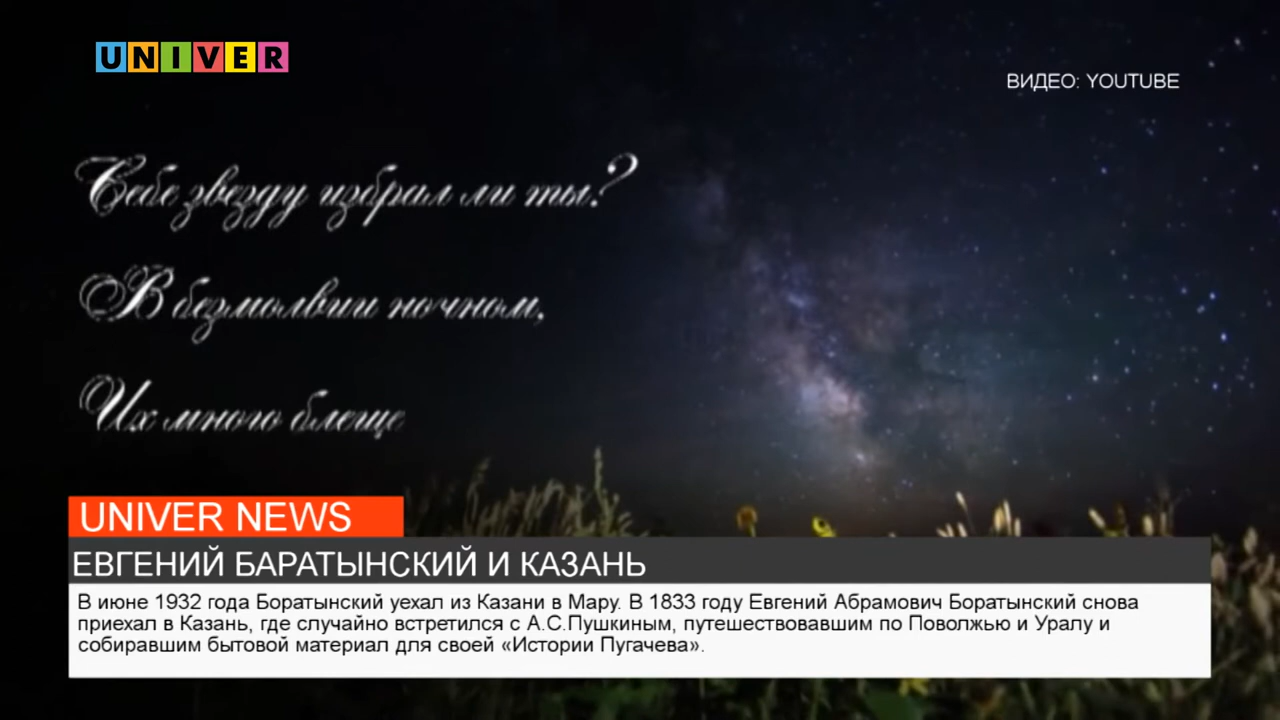 UNIVER
ВИДЕО: YOUTUBE
Себе звезду избрал ли ты?
В безмолвии ночном,
Их много блеще
UNIVER NEWS
ЕВГЕНИЙ БАРАТЫНСКИЙ И КАЗАНЬ
В июне 1932 года Боратынский уехал из Казани в Мару. В 1833 году Евгений Абрамович Боратынский снова
приехал в Казань, где случайно встретился с А.С.Пушкиным, путешествовавшим по Поволжью и Уралу и
собиравшим бытовой материал для своей «Истории Пугачева».